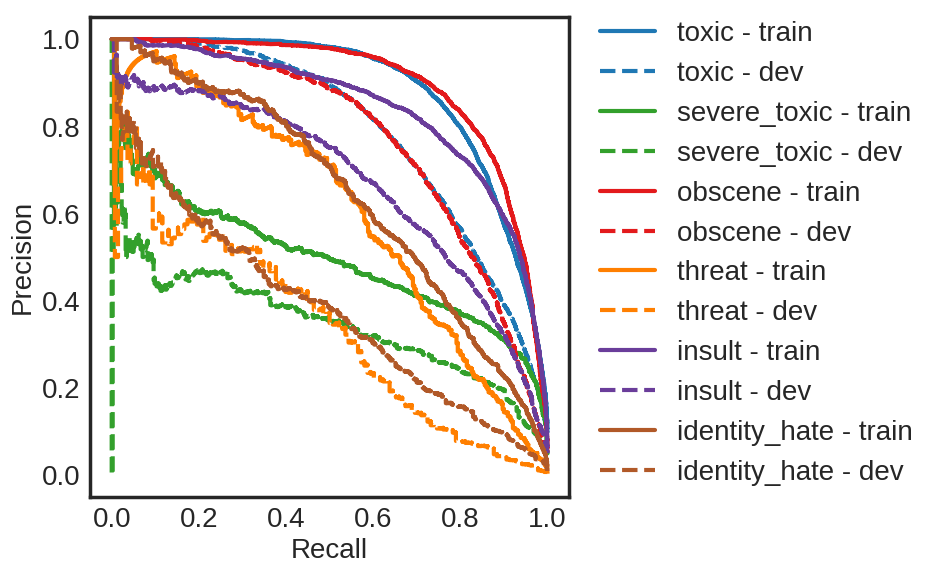 1.0
0.8
0.6
0.4
0.2
0.0
Precision
0.0 0.2 0.4 0.6 0.8 1.0
Recall
toxic - train
toxic - dev
severe_toxic - train
severe_toxic - dev
obscene - train
obscene - dev
threat - train
threat - dev
insult - train
insult - dev
identity_hate - train
identity_hate - dev